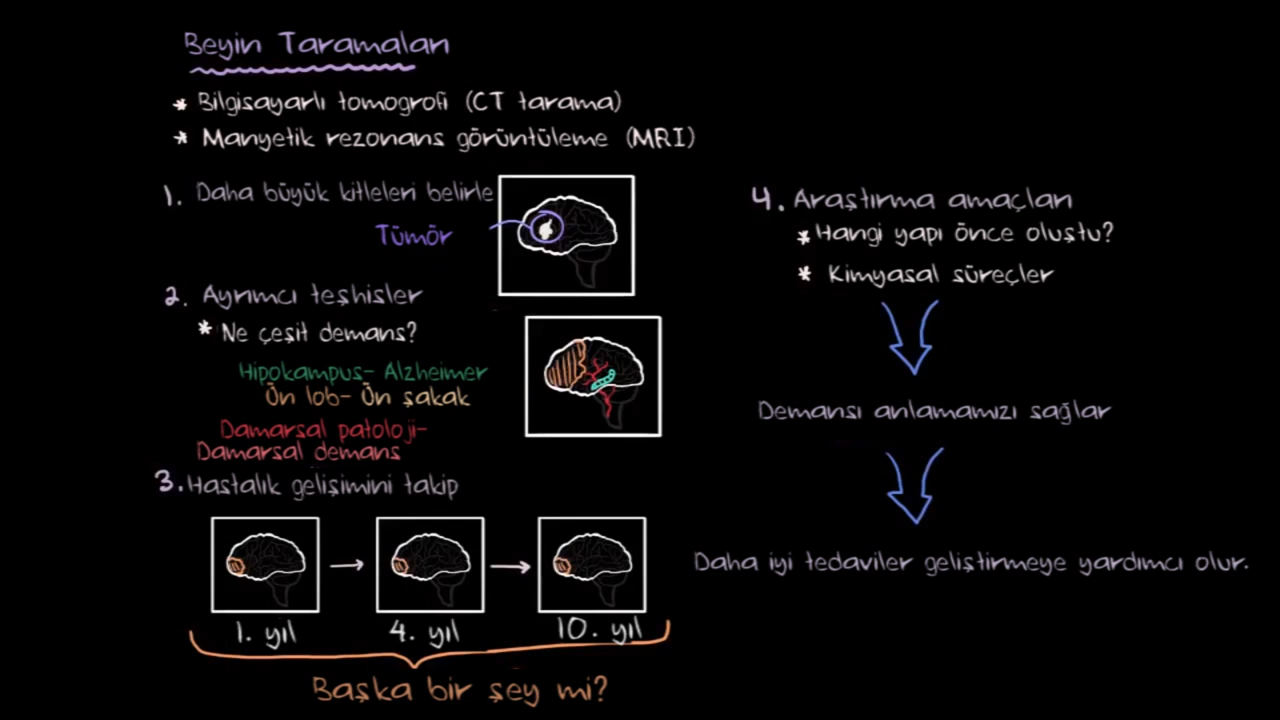 Beyin Taramaları
* Bilgisayarlı tomogrofi (CT tarama)
* Manyetik rezonans görüntüleme (MRI)
1. Daha büyük kitleleri belirle
Tümör
2. Ayrımcı teşhisler
* Ne çeşit demans?
Hipokampus- Alzheimer
Ün lob- Ün şakak
Damarsal patoloji-
Damarsal demans
3. Hastalık gelişimini takip
1. yıl
4. yıl
10. yıl
Başka bir şey mi?
4. Araştırma amaçları
* Hangi yapı önce oluştu?
* Kimyasal süreçler
Demansı anlamamızı sağlar
Daha iyi tedaviler geliştirmeye yardımcı olur.